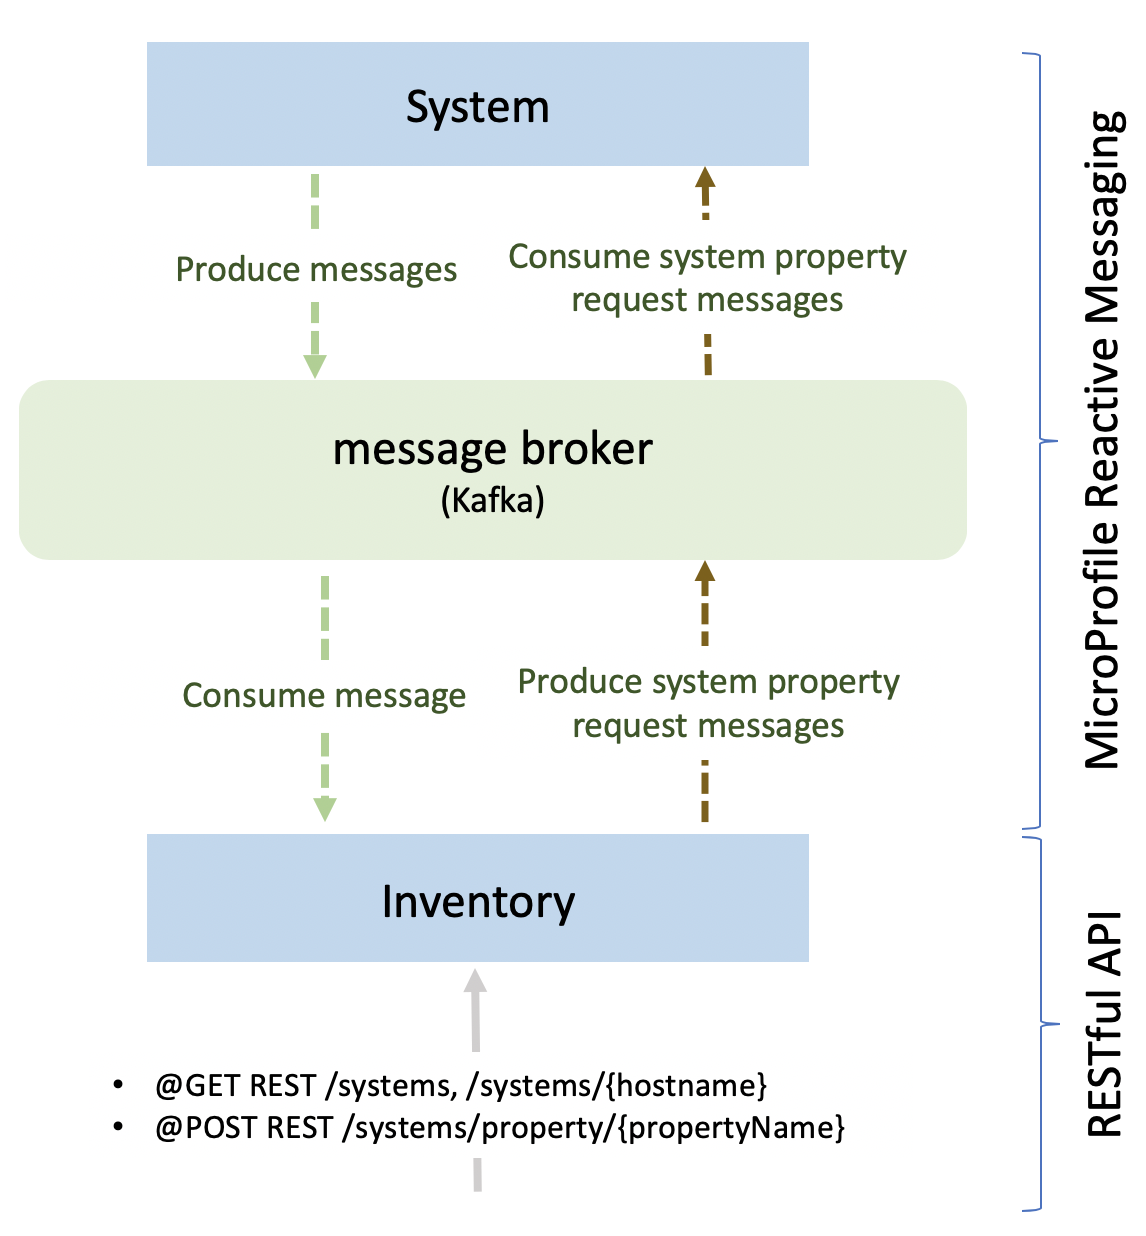 System
Produce messages
Consume system property
request messages
message broker
(Kafka)
Consume message
Produce system property
request messages
Inventory
• @GET REST /systems, /systems/{hostname}
• @POST REST /systems/property/{propertyName}
MicroProfile Reactive Messaging
RESTful API